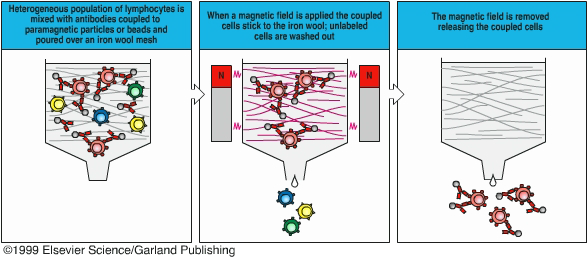 Heterogeneous population of lymphocytes is
mixed with antibodies coupled to
paramagnetic particles or beads and
poured over an iron wool mesh
When a magnetic field is applied the coupled
cells stick to the iron wool; unlabeled
cells are washed out
The magnetic field is removed
releasing the coupled cells
N
N
©1999 Elsevier Science/Garland Publishing